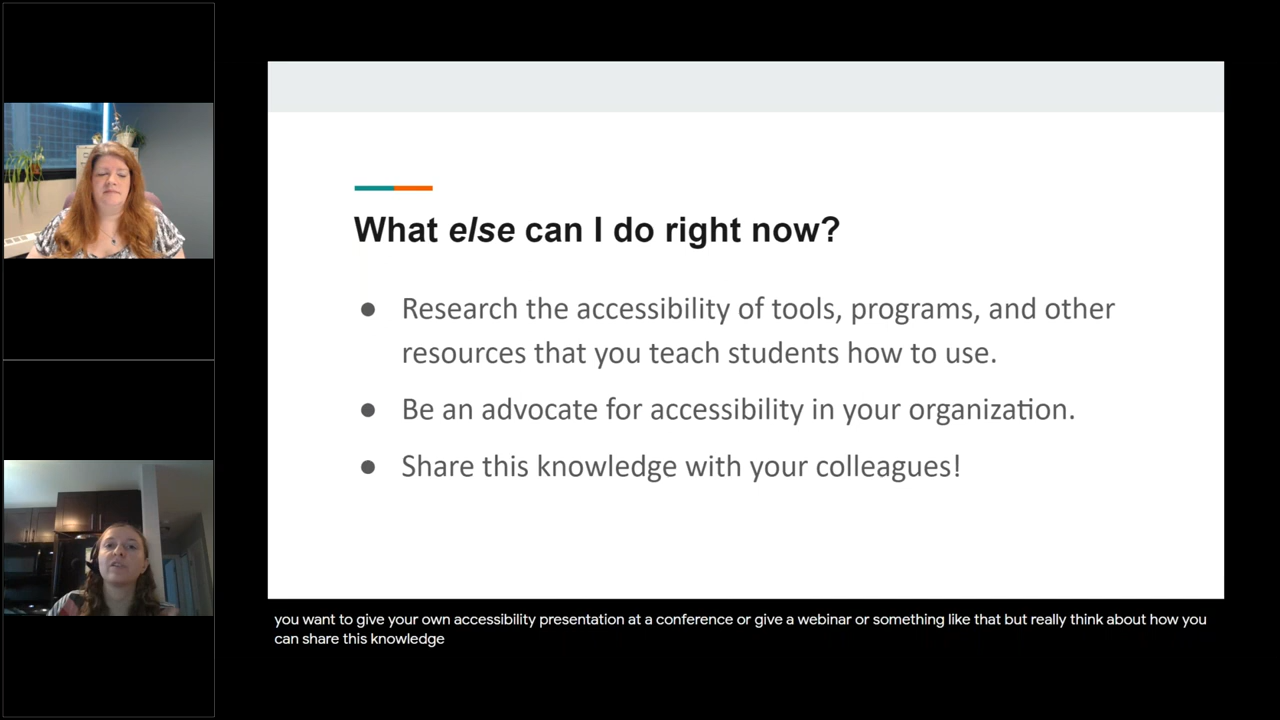 What else can I do right now?
● Research the accessibility of tools, programs, and other
resources that you teach students how to use.
● Be an advocate for accessibility in your organization.
● Share this knowledge with your colleagues!
you want to give your own accessibility presentation at a conference or give a webinar or something like that but really think about how you
can share this knowledge